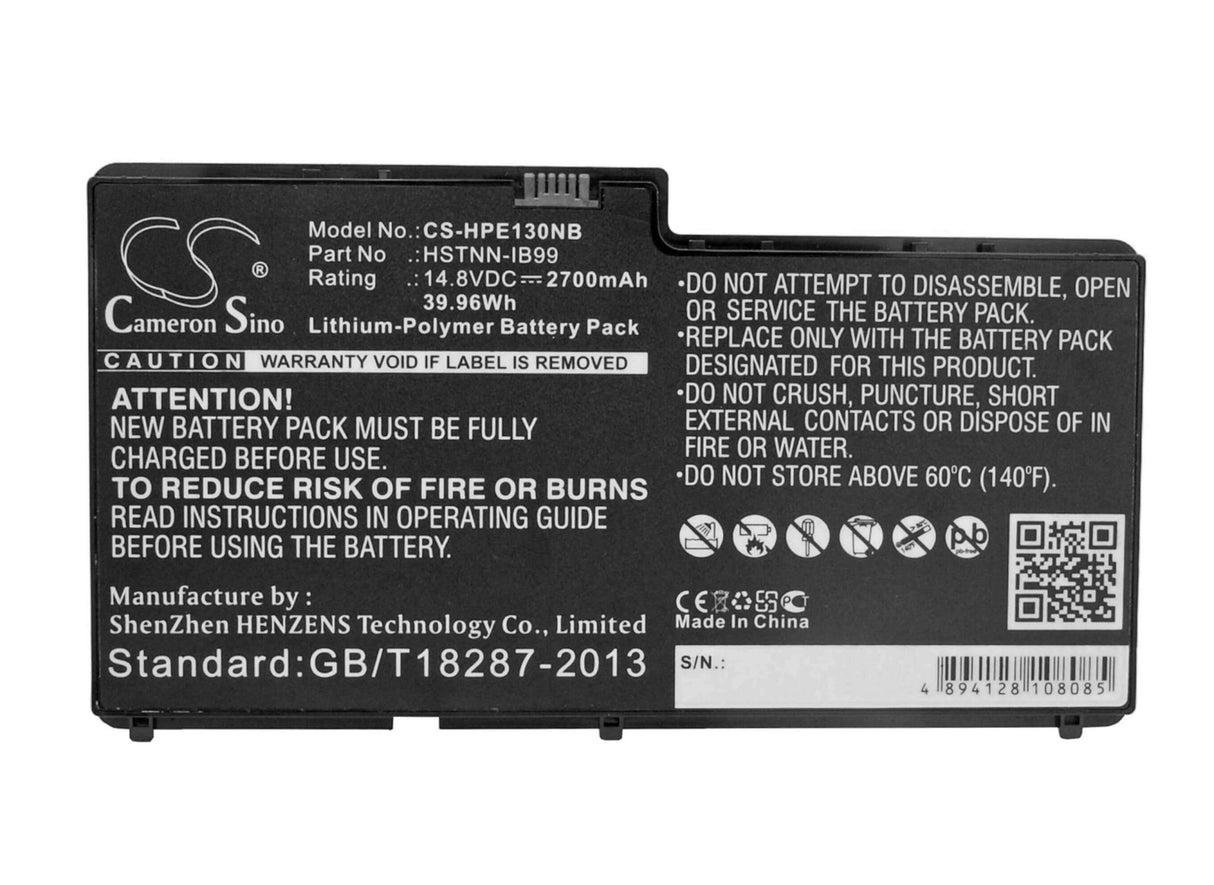 CS
®
Cameron Sino
Model No.:CS-HPE130NB
Part No .:HSTNN-IB99
Rating .:14.8VDC⎓2700mAh
39.96Wh
Lithium-Polymer Battery Pack
CAUTION WARRANTY VOID IF LABEL IS REMOVED
ATTENTION!
NEW BATTERY PACK MUST BE FULLY
CHARGED BEFORE USE.
TO REDUCE RISK OF FIRE OR BURNS
READ INSTRUCTIONS IN OPERATING GUIDE
BEFORE USING THE BATTERY.
Manufacture by :
ShenZhen HENZENS Technology Co., Limited
Standard:GB/T18287-2013
•DO NOT ATTEMPT TO DISASSEMBLE, OPEN
OR SERVICE THE BATTERY PACK.
•REPLACE ONLY WITH THE BATTERY PACK
DESIGNATED FOR THIS PRODUCT.
•DO NOT CRUSH, PUNCTURE, SHORT
EXTERNAL CONTACTS OR DISPOSE OF IN
FIRE OR WATER.
•DO NOT STORE ABOVE 60°C (140°F).
pb
pb-free
CE
Made In China
S/N.:
4 894128 108085